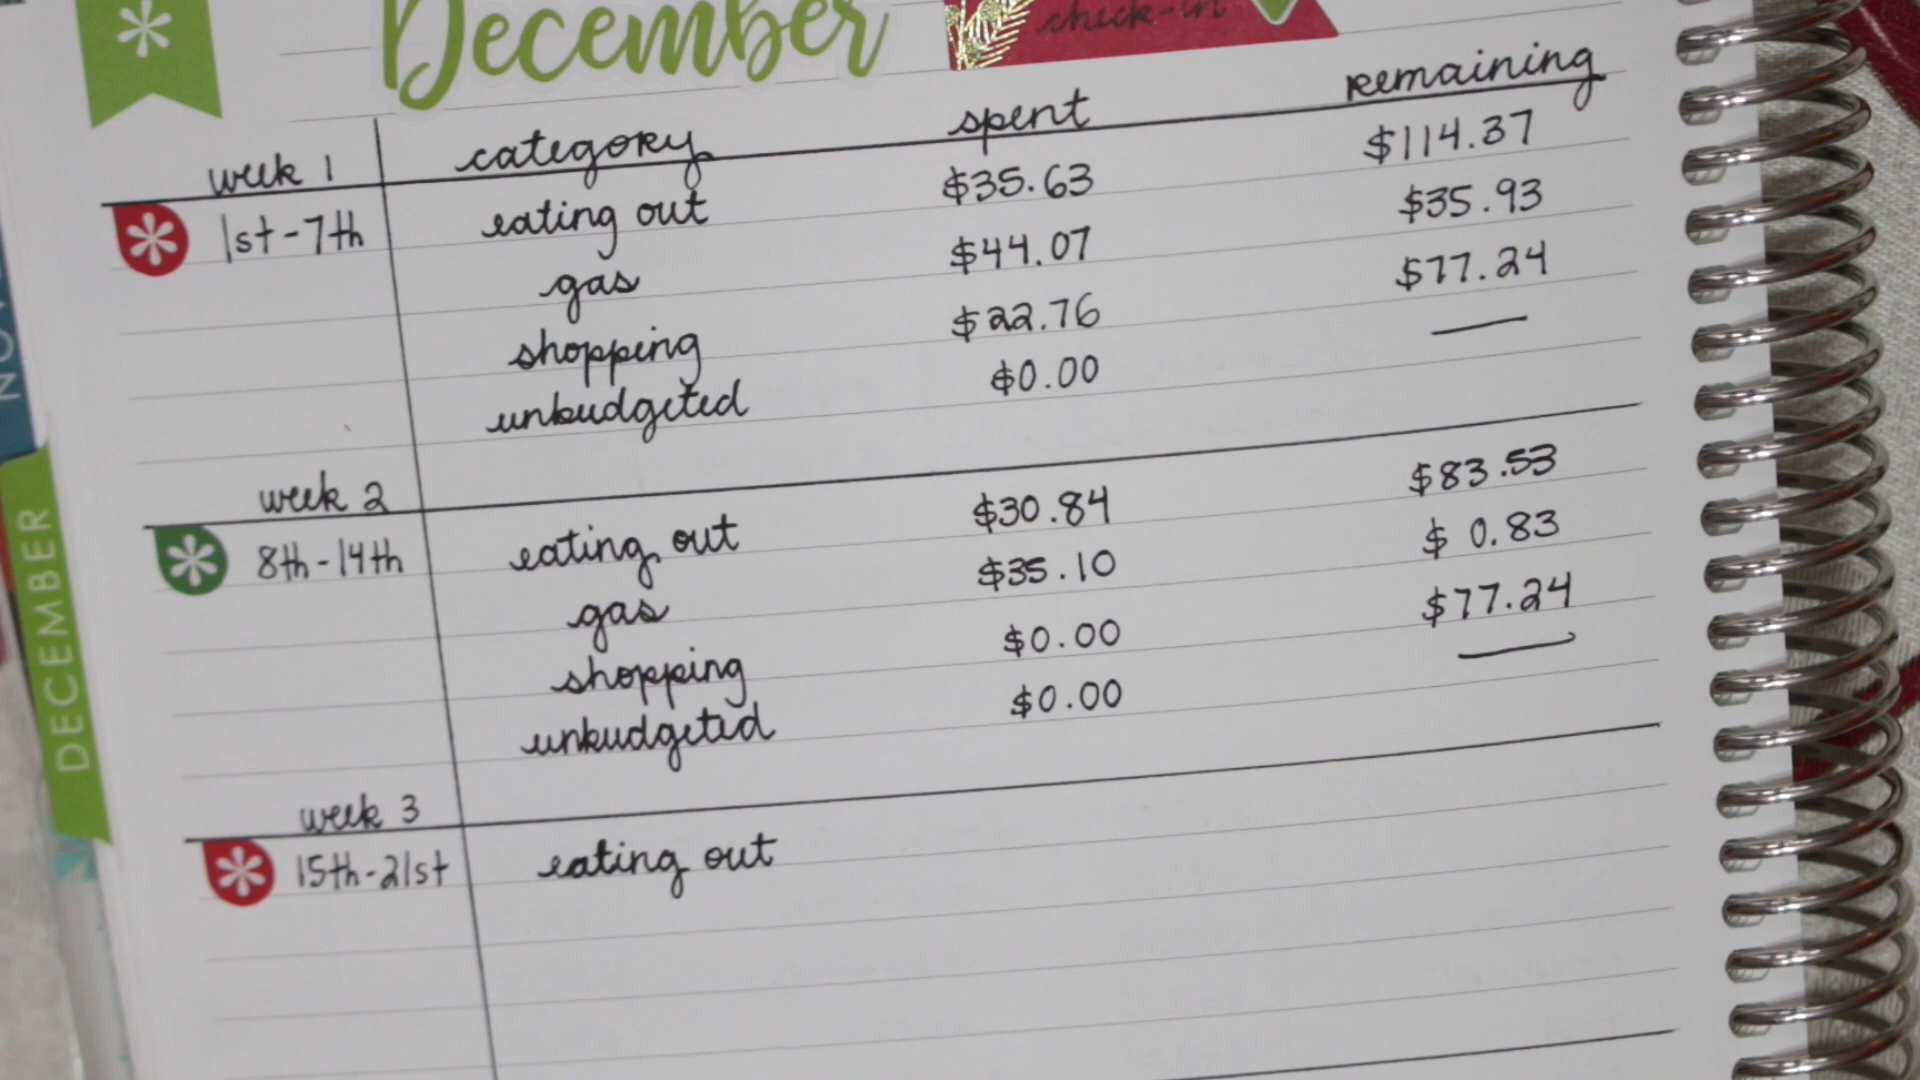 December
check-in
week 1 category spent remaining
1st-7th eating out $35.63 $114.37
gas $44.07 $35.93
shopping $22.76 $77.24
unbudgeted $0.00 —
week 2
8th-14th eating out $30.84 $83.53
gas $35.10 $0.83
shopping $0.00 $77.24
unbudgeted $0.00 —
week 3
15th-21st eating out
DECEMBER